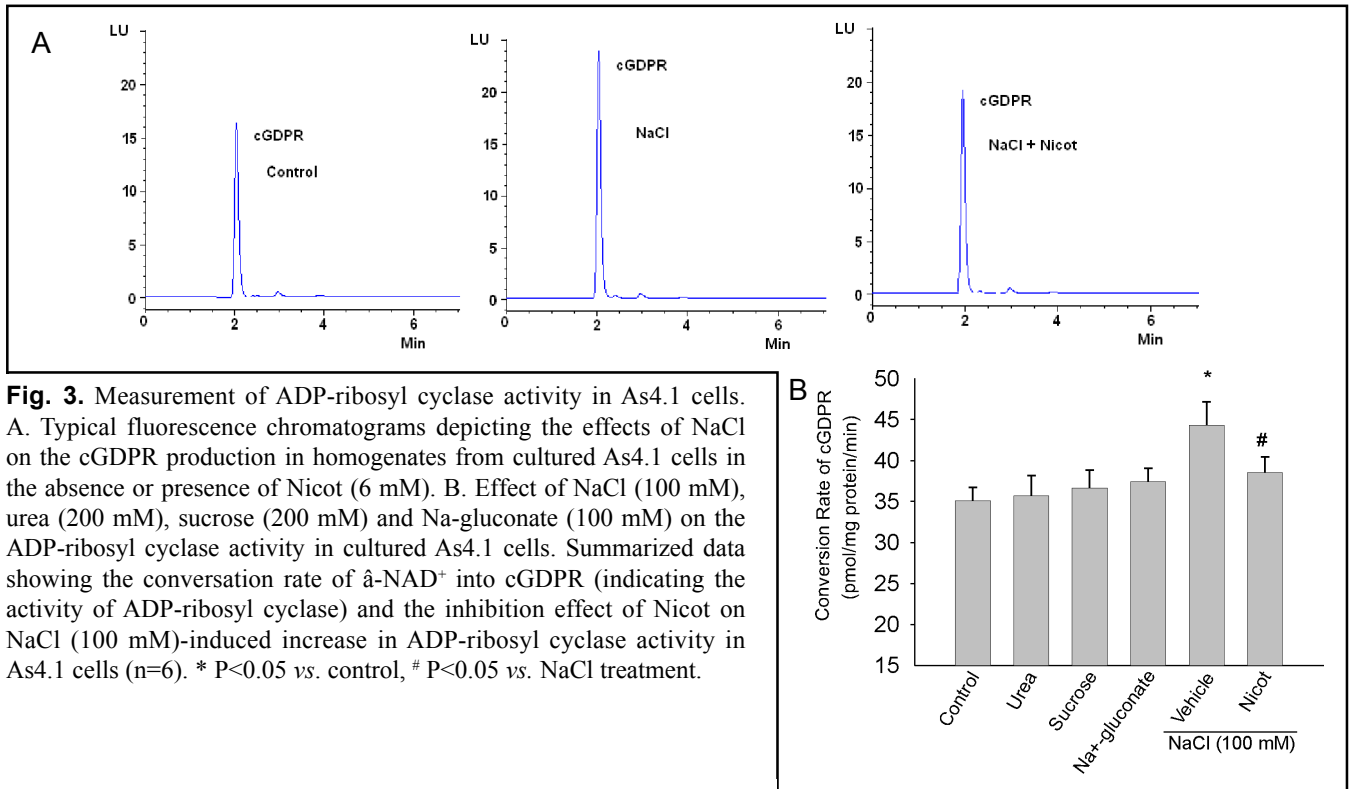 A
LU
20
15
10
5
0
cGDPR
Control
0 2 4 6
Min
LU
20
15
10
5
0
cGDPR
NaCl
0 2 4 6
Min
LU
20
15
10
5
0
cGDPR
NaCl + Nicot
0 2 4 6
Min
Fig. 3. Measurement of ADP-ribosyl cyclase activity in As4.1 cells.
A. Typical fluorescence chromatograms depicting the effects of NaCl
on the cGDPR production in homogenates from cultured As4.1 cells in
the absence or presence of Nicot (6 mM). B. Effect of NaCl (100 mM),
urea (200 mM), sucrose (200 mM) and Na-gluconate (100 mM) on the
ADP-ribosyl cyclase activity in cultured As4.1 cells. Summarized data
showing the conversation rate of â-NAD⁺ into cGDPR (indicating the
activity of ADP-ribosyl cyclase) and the inhibition effect of Nicot on
NaCl (100 mM)-induced increase in ADP-ribosyl cyclase activity in
As4.1 cells (n=6). * P<0.05 vs. control, # P<0.05 vs. NaCl treatment.
B
Conversion Rate of cGDPR
(pmol/mg protein/min)
50
45
40
35
30
25
20
15
*
#
Control
Urea
Sucrose
Na+-gluconate
Vehicle
Nicot
NaCl (100 mM)